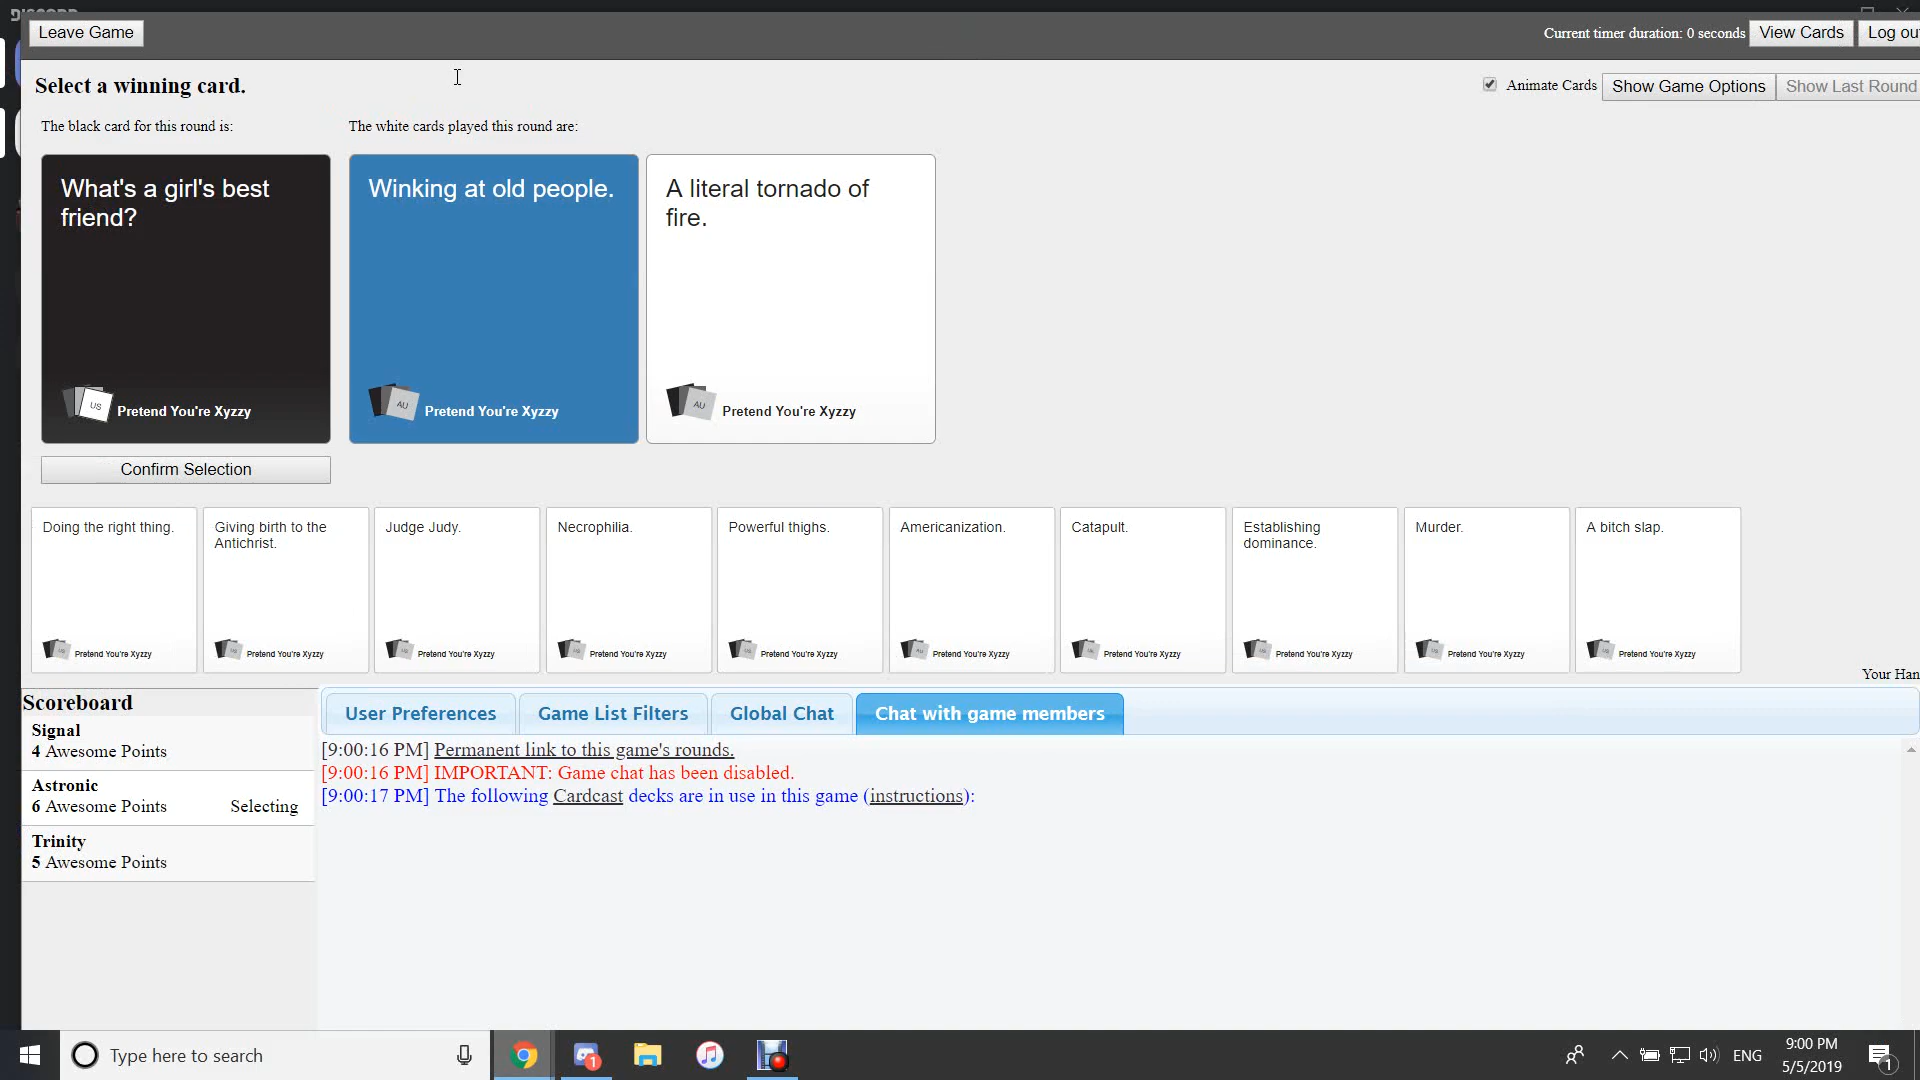 Leave Game
Current timer duration: 0 seconds
View Cards
Log ou
Select a winning card.
Animate Cards
Show Game Options
Show Last Round
The black card for this round is:
The white cards played this round are:
What's a girl's best
friend?
US
Pretend You're Xyzzy
Winking at old people.
AU
Pretend You're Xyzzy
A literal tornado of
fire.
AU
Pretend You're Xyzzy
Confirm Selection
Doing the right thing.
Pretend You're Xyzzy
Giving birth to the
Antichrist.
Pretend You're Xyzzy
Judge Judy.
Pretend You're Xyzzy
Necrophilia.
Pretend You're Xyzzy
Powerful thighs.
Pretend You're Xyzzy
Americanization.
Pretend You're Xyzzy
Catapult.
Pretend You're Xyzzy
Establishing
dominance.
Pretend You're Xyzzy
Murder.
Pretend You're Xyzzy
A bitch slap.
Pretend You're Xyzzy
Your Han
Scoreboard
Signal
4 Awesome Points
Astronic
6 Awesome Points Selecting
Trinity
5 Awesome Points
User Preferences
Game List Filters
Global Chat
Chat with game members
[9:00:16 PM] Permanent link to this game's rounds.
[9:00:16 PM] IMPORTANT: Game chat has been disabled.
[9:00:17 PM] The following Cardcast decks are in use in this game (instructions):
Type here to search
1
ENG
9:00 PM
5/5/2019
1